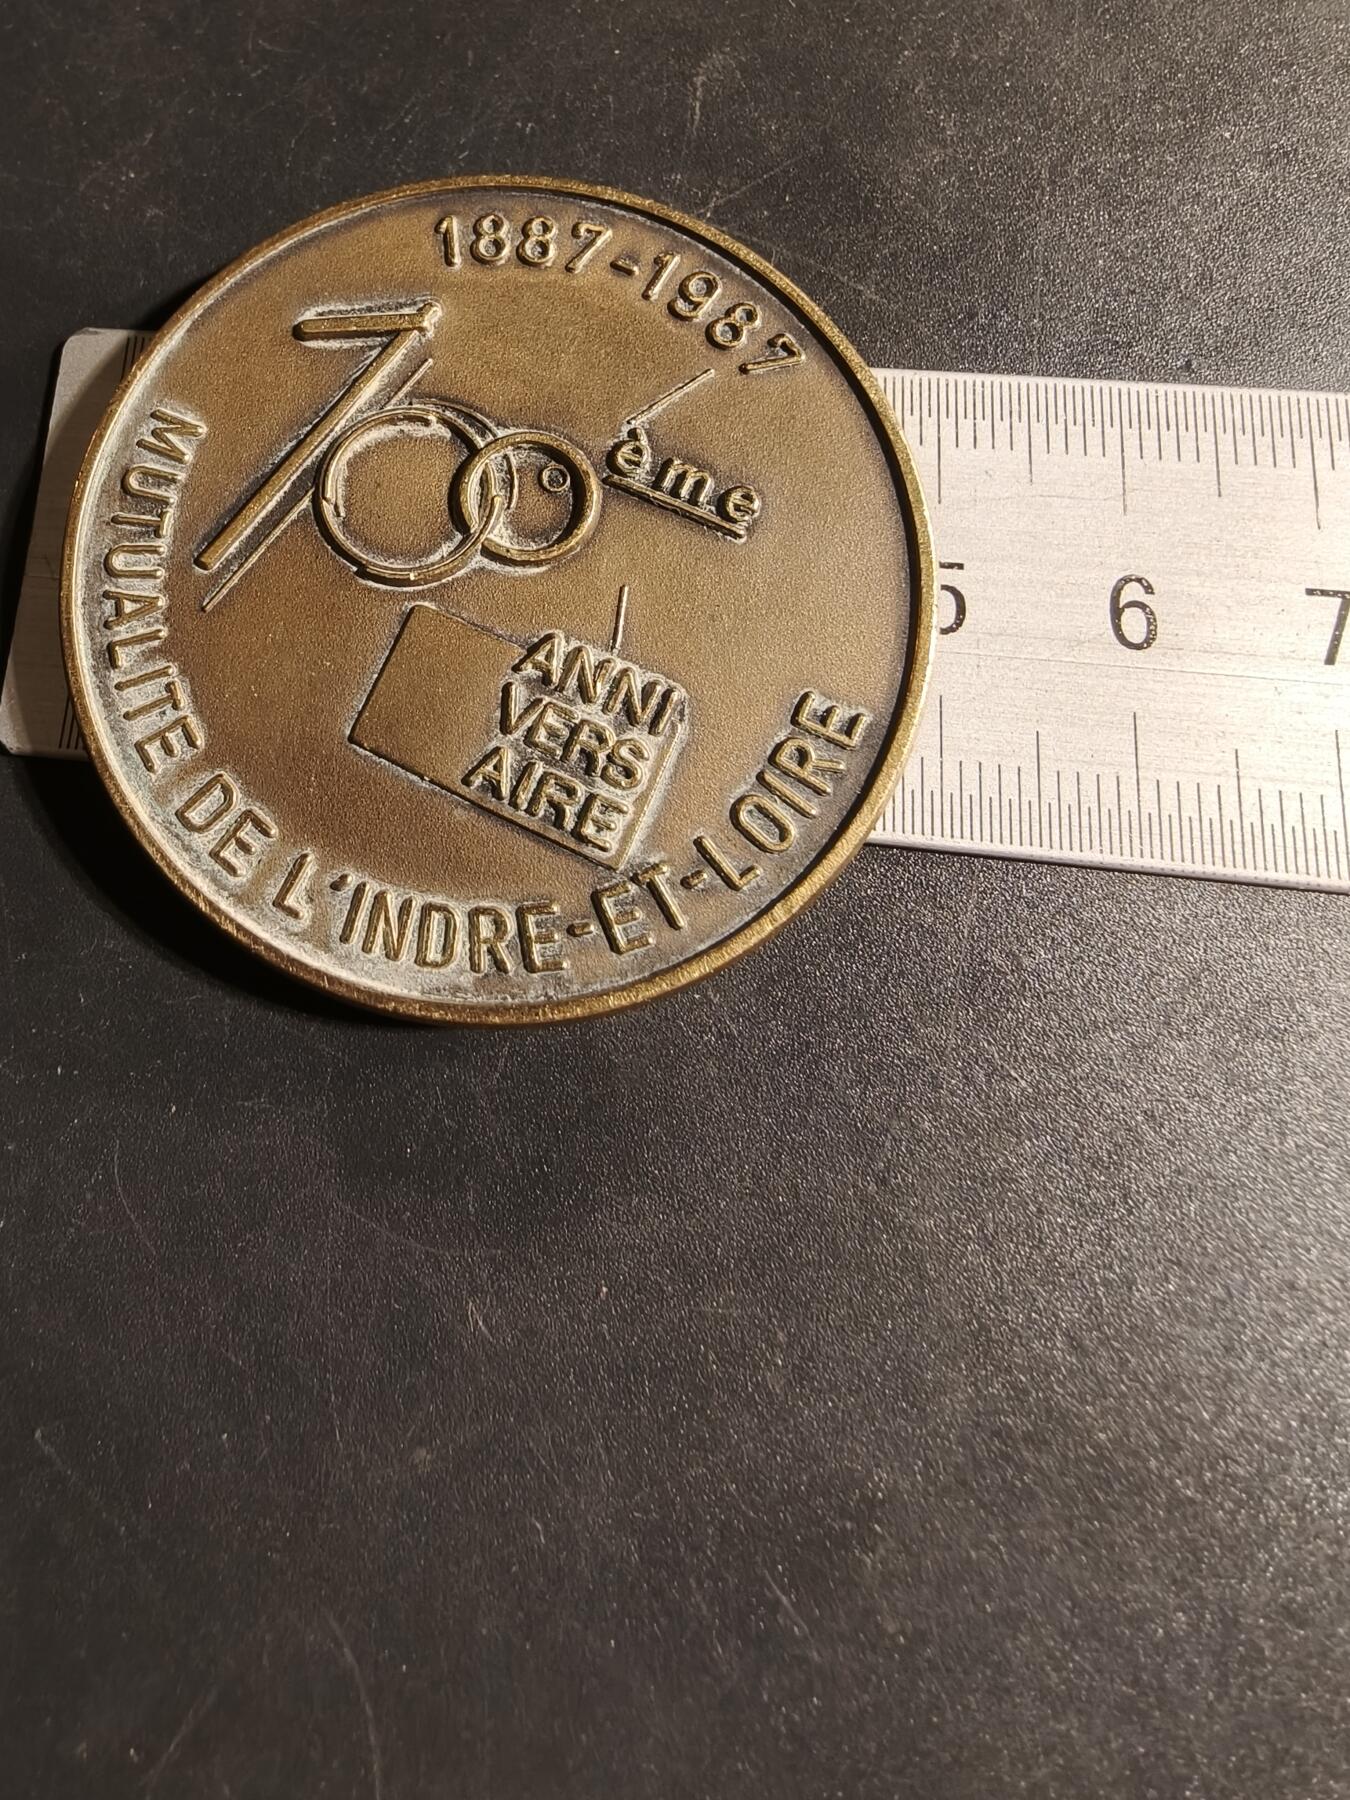 1887-1987
100ème
ANNI
VERS
AIRE
MUTUALITE DE L'INDRE-ET-LOIRE
5 6 7